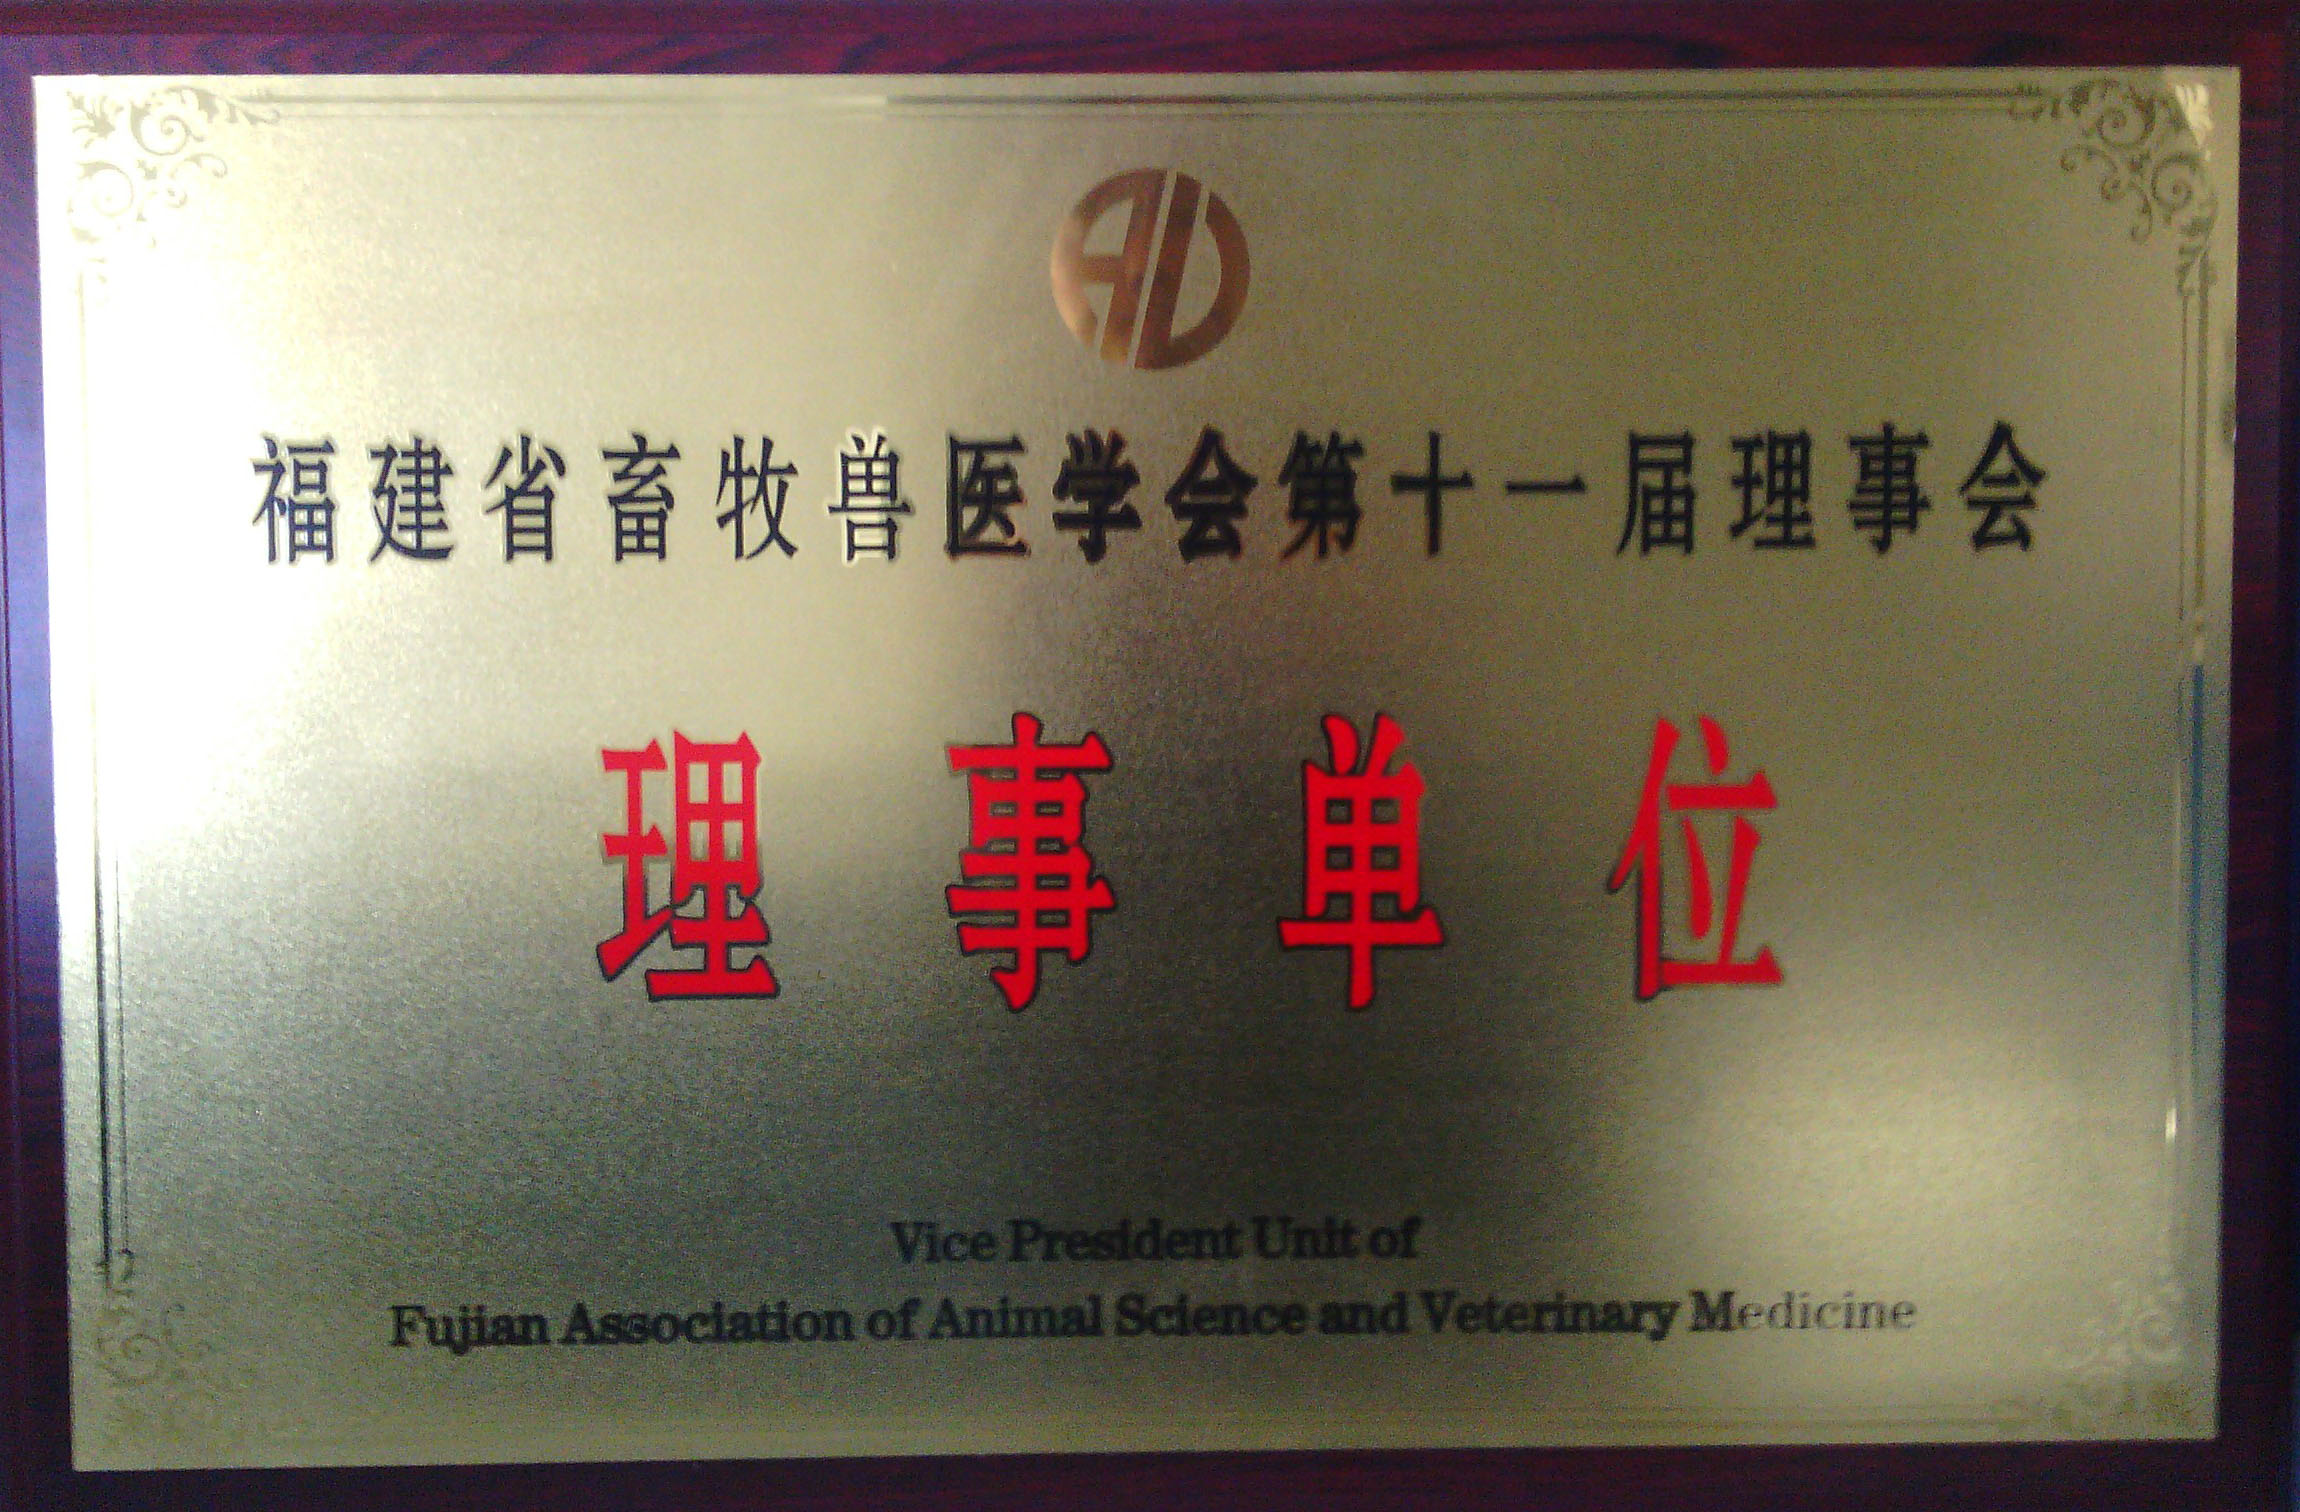 福建省畜牧兽医学会第十一届理事会
理事单位
Vice President Unit of
Fujian Association of Animal Science and Veterinary Medicine